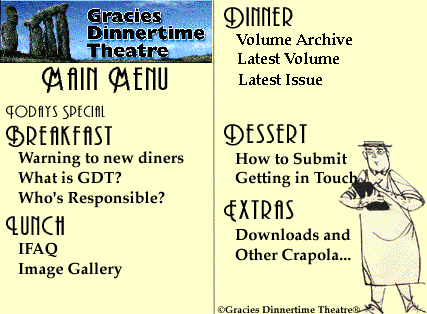 Gracies
Dinnertime
Theatre
MAIN MENU
TODAYS SPECIAL
BREAKFAST
Warning to new diners
What is GDT?
Who's Responsible?
LUNCH
IFAQ
Image Gallery
DINNER
Volume Archive
Latest Volume
Latest Issue
DESSERT
How to Submit
Getting in Touch
EXTRAS
Downloads and
Other Crapola...
©Gracies Dinnertime Theatre®